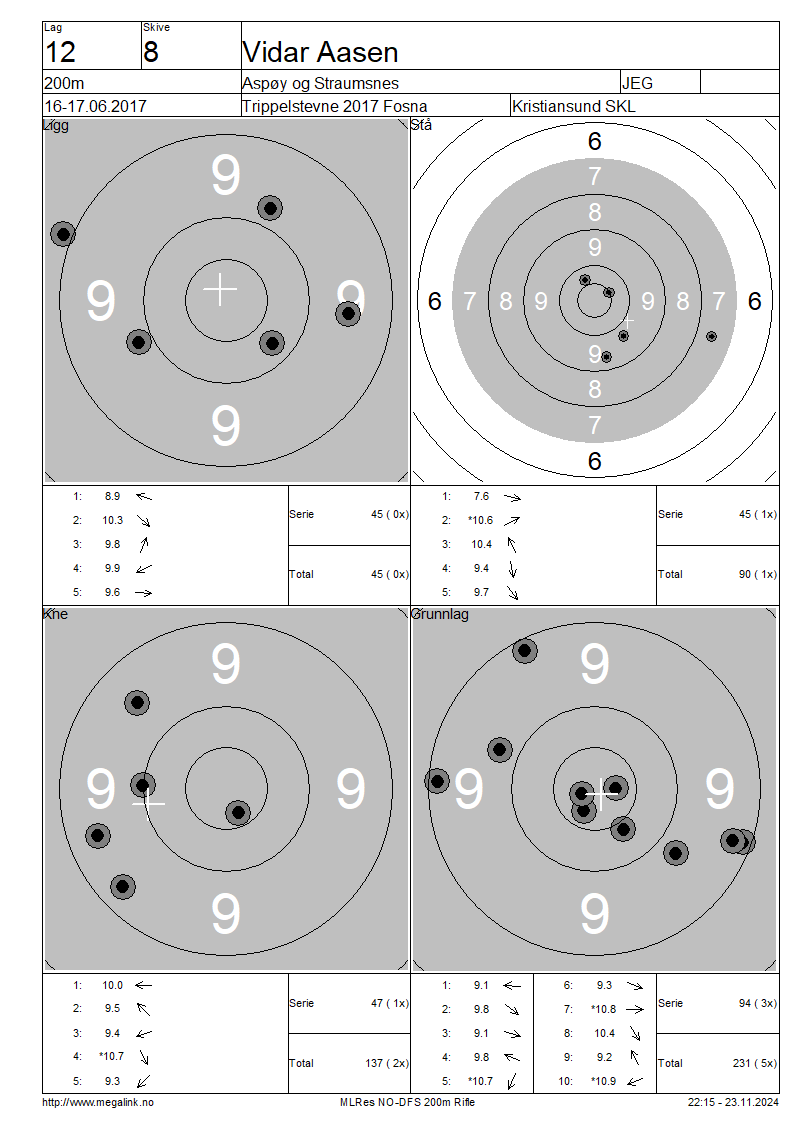 Lag
Skive
12
8
Vidar Aasen
200m
Aspøy og Straumsnes
JEG
16-17.06.2017
Trippelstevne 2017 Fosna
Kristiansund SKL
Ligg
9
9
9
9
Stå
6
7
8
9
6
7
8
9
9
8
7
6
9
8
7
6
1: 8.9
2: 10.3
3: 9.8
4: 9.9
5: 9.6
Serie 45 ( 0x)
Total 45 ( 0x)
1: 7.6
2: *10.6
3: 10.4
4: 9.4
5: 9.7
Serie 45 ( 1x)
Total 90 ( 1x)
Kne
9
9
9
9
Grunnlag
9
9
9
9
1: 10.0
2: 9.5
3: 9.4
4: *10.7
5: 9.3
Serie 47 ( 1x)
Total 137 ( 2x)
1: 9.1
2: 9.8
3: 9.1
4: 9.8
5: *10.7
6: 9.3
7: *10.8
8: 10.4
9: 9.2
10: *10.9
Serie 94 ( 3x)
Total 231 ( 5x)
http://www.megalink.no
MLRes NO-DFS 200m Rifle
22:15 - 23.11.2024